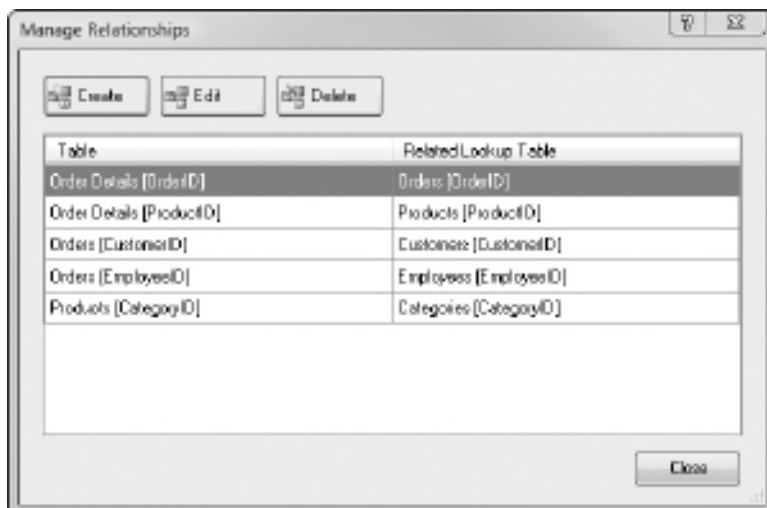 Manage Relationships
Create Edit Delete
Table Related Lookup Table
Order Details [OrderID] Orders [OrderID]
Order Details [ProductID] Products [ProductID]
Orders [CustomerID] Customers [CustomerID]
Orders [EmployeeID] Employees [EmployeeID]
Products [CategoryID] Categories [CategoryID]
Close